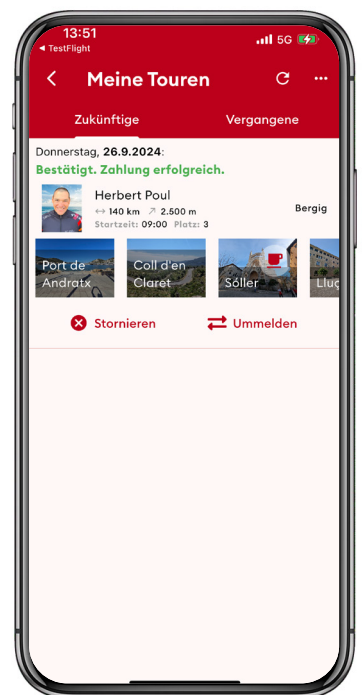 13:51
5G
◀ TestFlight
Meine Touren
Zukünftige
Vergangene
Donnerstag, 26.9.2024:
Bestätigt. Zahlung erfolgreich.
Herbert Poul
↔ 140 km ↗ 2.500 m
Bergig
Startzeit: 09:00 Platz: 3
Port de
Andratx
Coll d'en
Claret
Sóller
Lluc
Stornieren
Ummelden